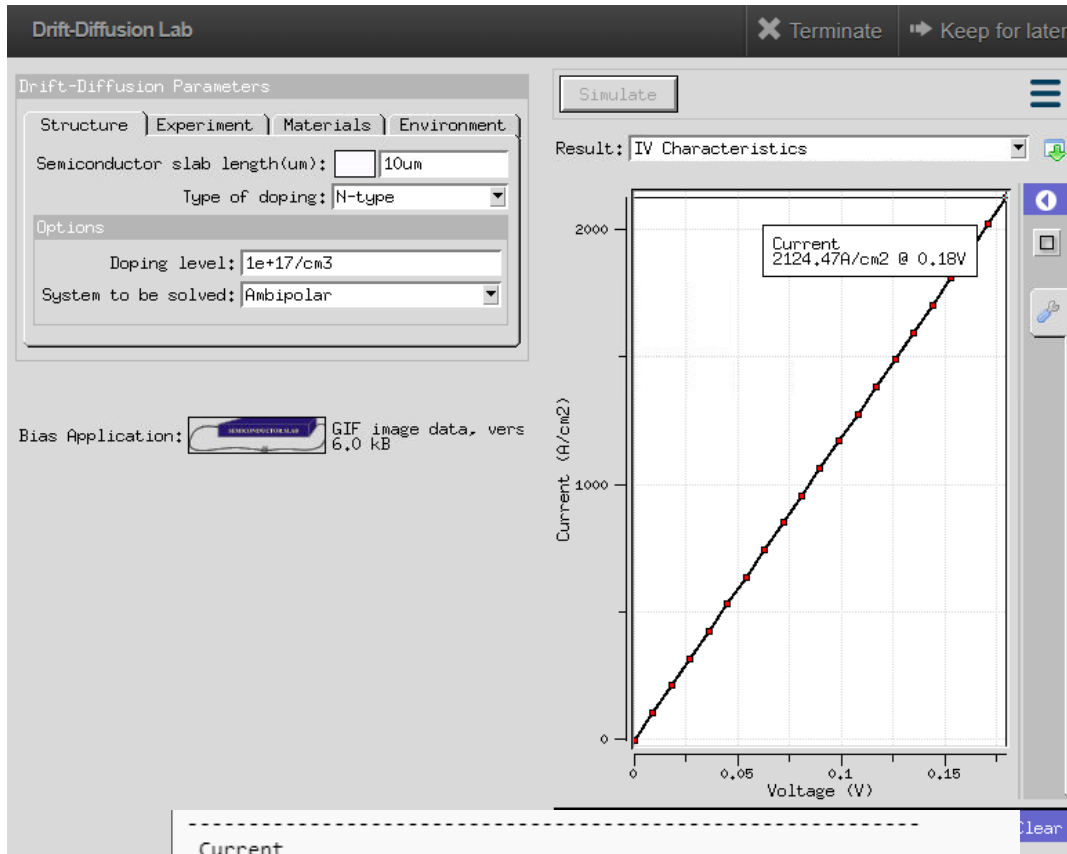 Drift-Diffusion Lab
Terminate
Keep for later
Drift-Diffusion Parameters
Structure Experiment Materials Environment
Semiconductor slab length(um): 10um
Type of doping: N-type
Options
Doping level: 1e+17/cm3
System to be solved: Ambipolar
Bias Application:
SEMICONDUCTOR SLAB
GIF image data, vers
6.0 kB
Simulate
Result: IV Characteristics
Current
2124.47A/cm2 @ 0.18V
2000
1000
0
Current (A/cm2)
0 0.05 0.1 0.15
Voltage (V)
Clear
--------------------------------------------------------------
Current